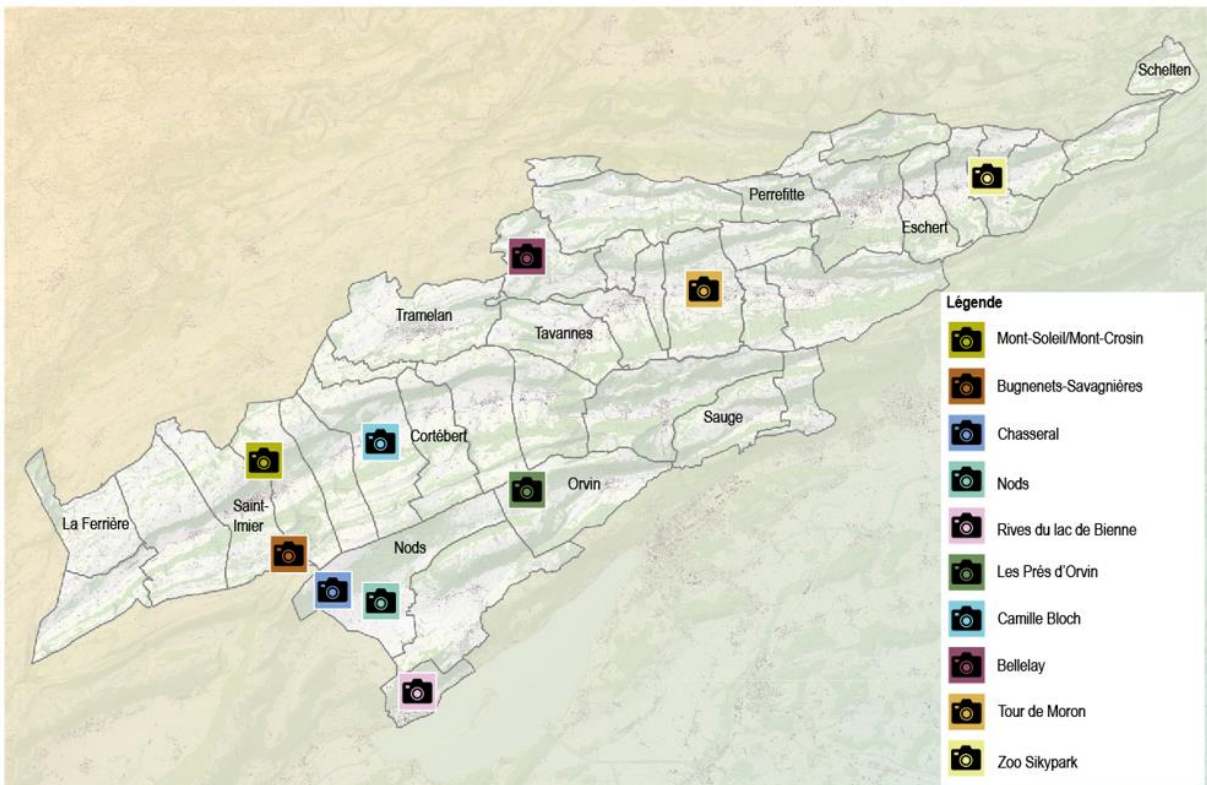 Schelten
Perrefitte
Eschert
Tramelan
Tavannes
Sauge
Cortébert
Orvin
La Ferrière
Saint-
Imier
Nods
Légende
Mont-Soleil/Mont-Crosin
Bugnenets-Savagnières
Chasseral
Nods
Rives du lac de Bienne
Les Prés d'Orvin
Camille Bloch
Bellelay
Tour de Moron
Zoo Sikypark